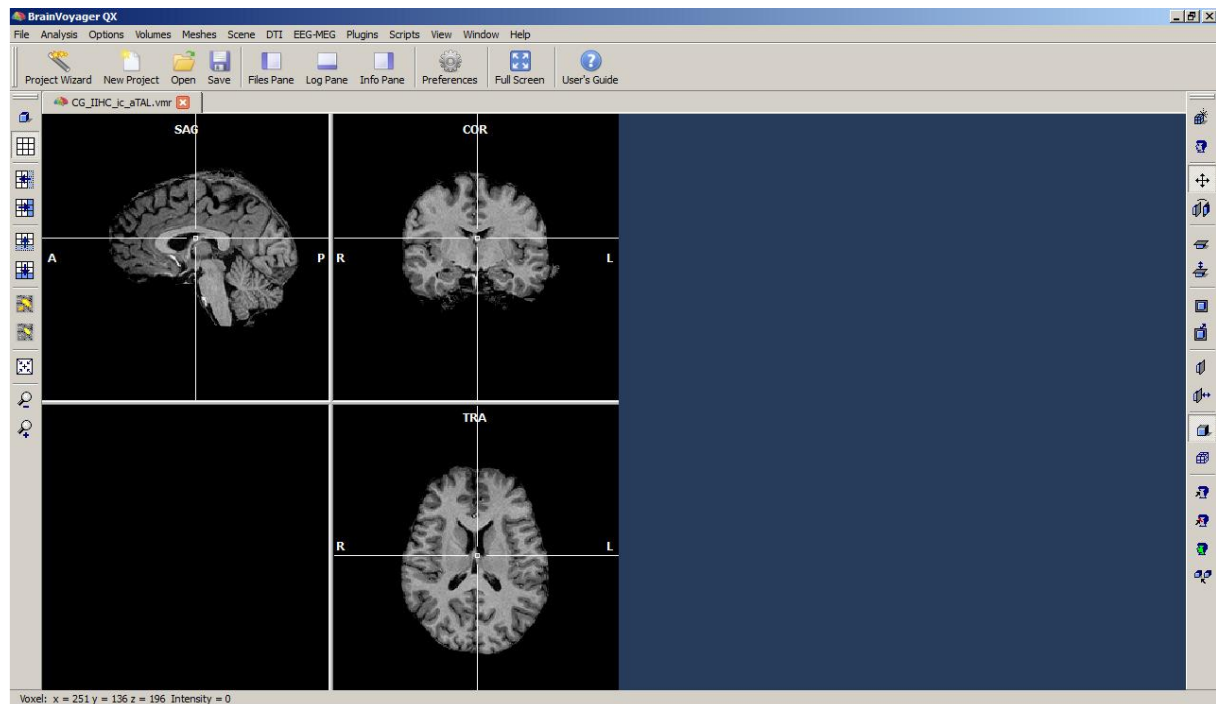 BrainVoyager QX
File Analysis Options Volumes Meshes Scene DTI EEG-MEG Plugins Scripts View Window Help
Project Wizard New Project Open Save Files Pane Log Pane Info Pane Preferences Full Screen User's Guide
CG_IIHC_ic_aTAL.vmr
SAG COR
A P R L
TRA
R L
Voxel: x = 251 y = 136 z = 196 Intensity = 0